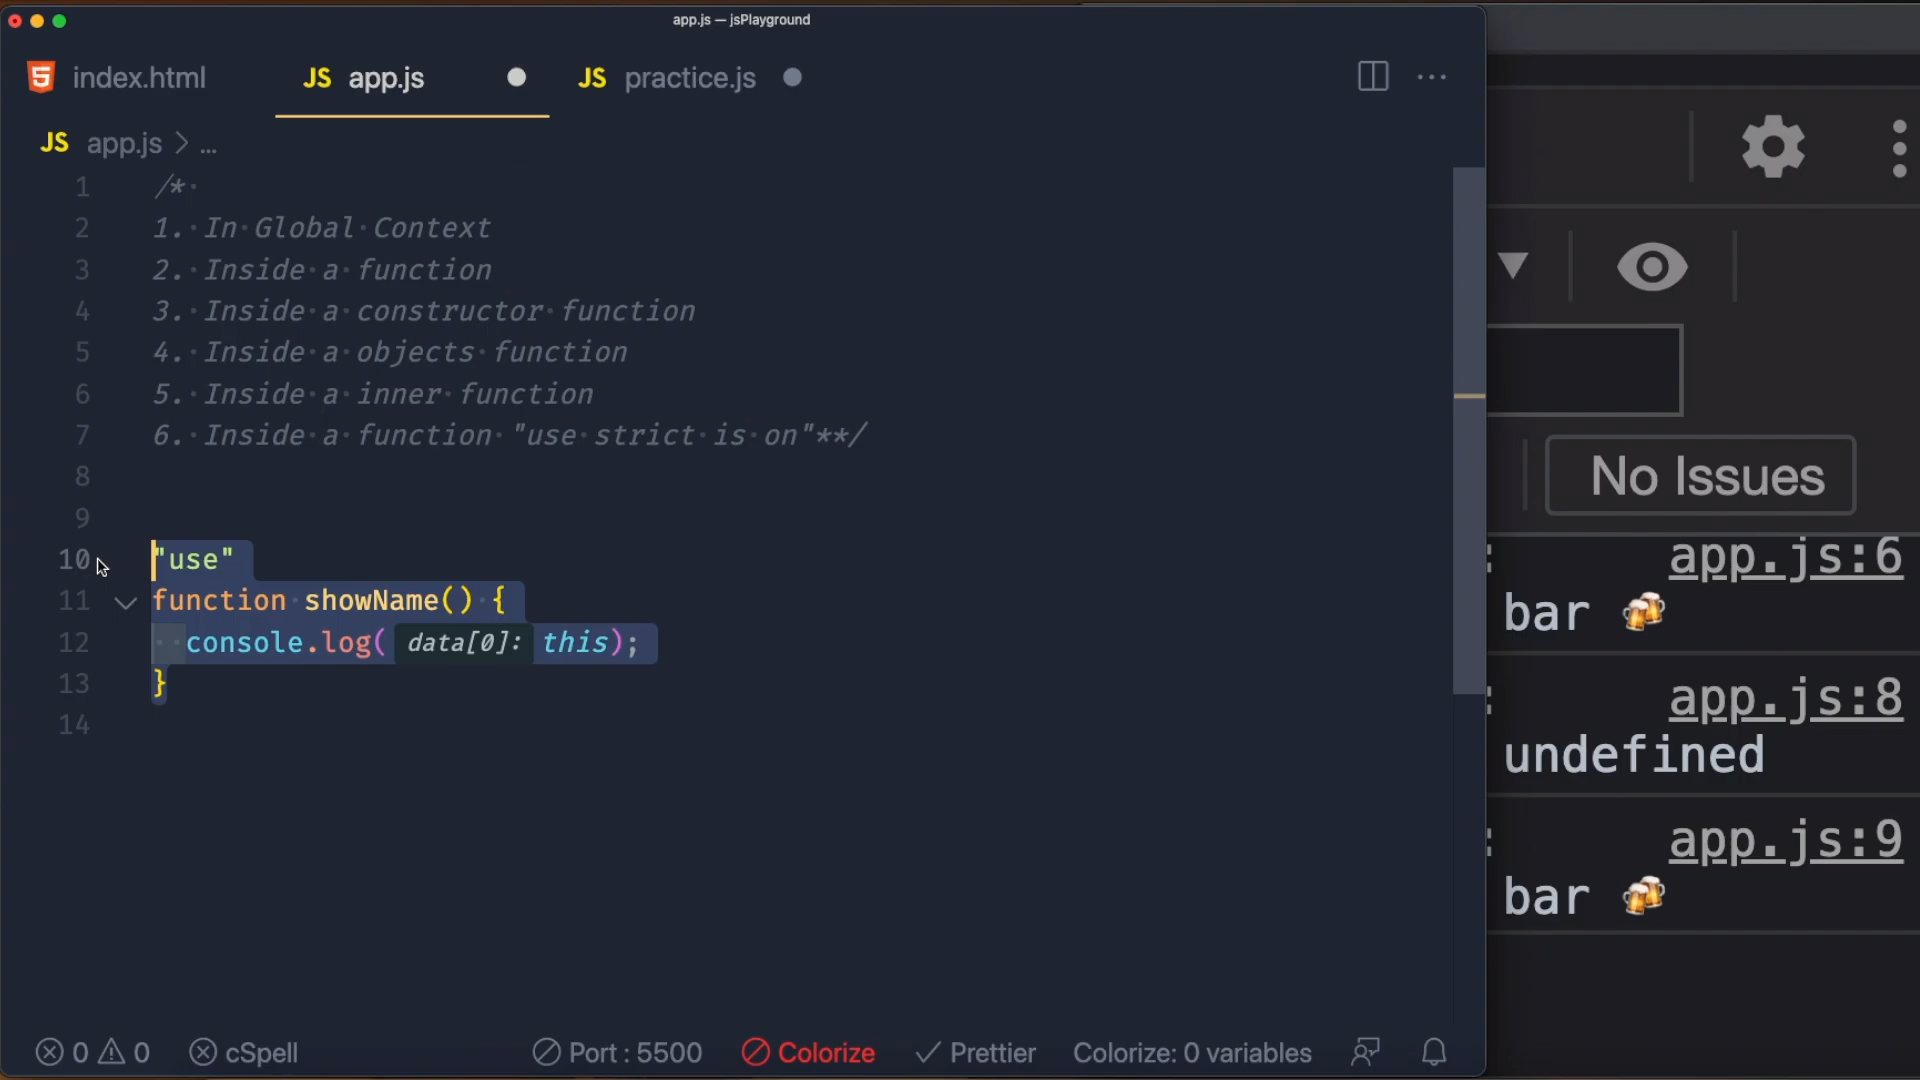 app.js — jsPlayground
index.html
JS app.js
JS practice.js
JS app.js > ...
1 /*
2 1. In Global Context
3 2. Inside a function
4 3. Inside a constructor function
5 4. Inside a objects function
6 5. Inside a inner function
7 6. Inside a function "use strict is on"**/
8
9
10 "use"
11 function showName() {
12 console.log( data[0]: this);
13 }
14
0 0 cSpell Port : 5500 Colorize Prettier Colorize: 0 variables
No Issues
app.js:6
bar 🍻
app.js:8
undefined
app.js:9
bar 🍻